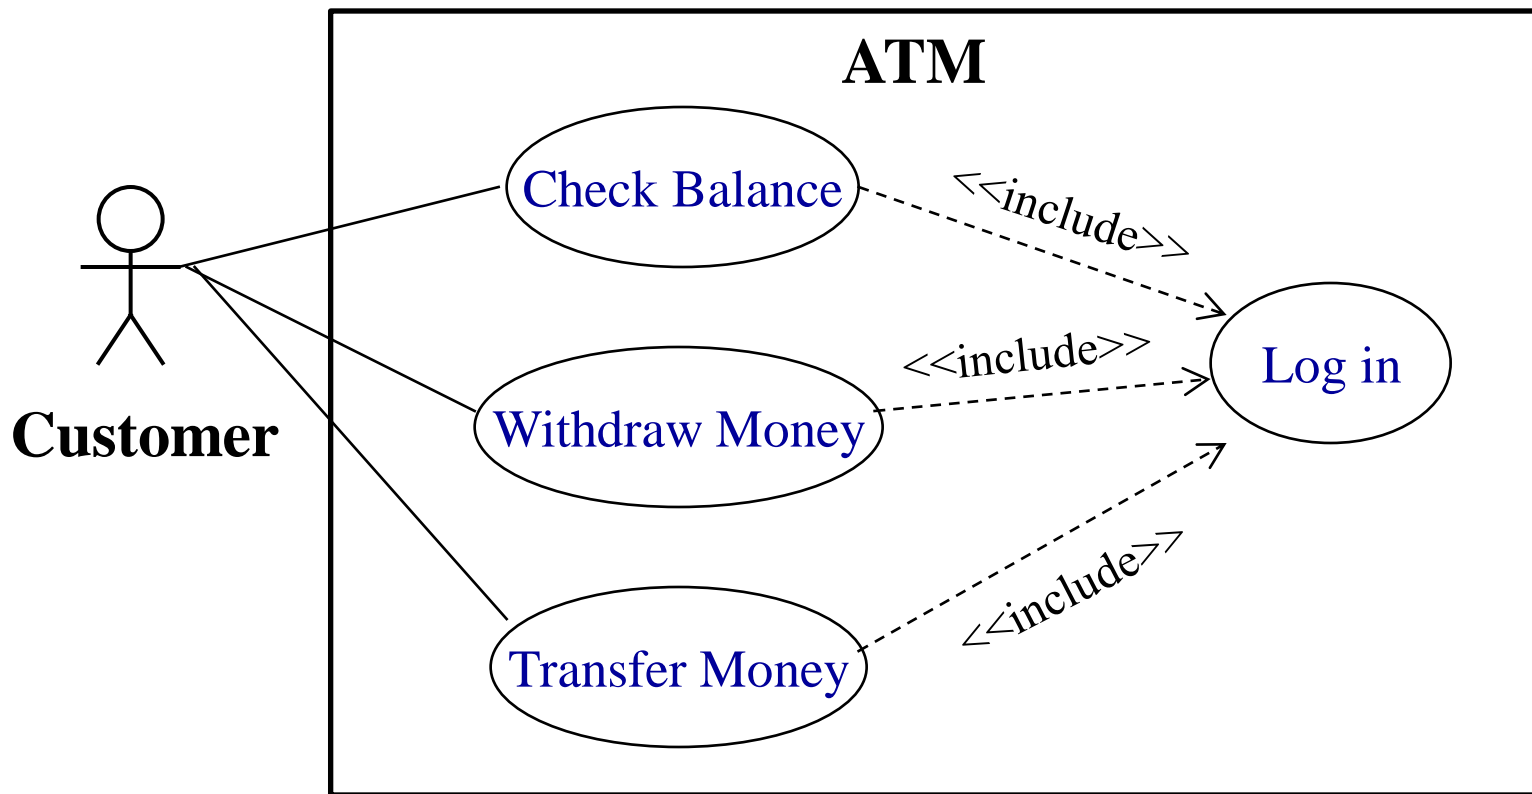 ATM
Check Balance
<<include>>
<<include>>
Log in
Withdraw Money
Customer
<<include>>
Transfer Money